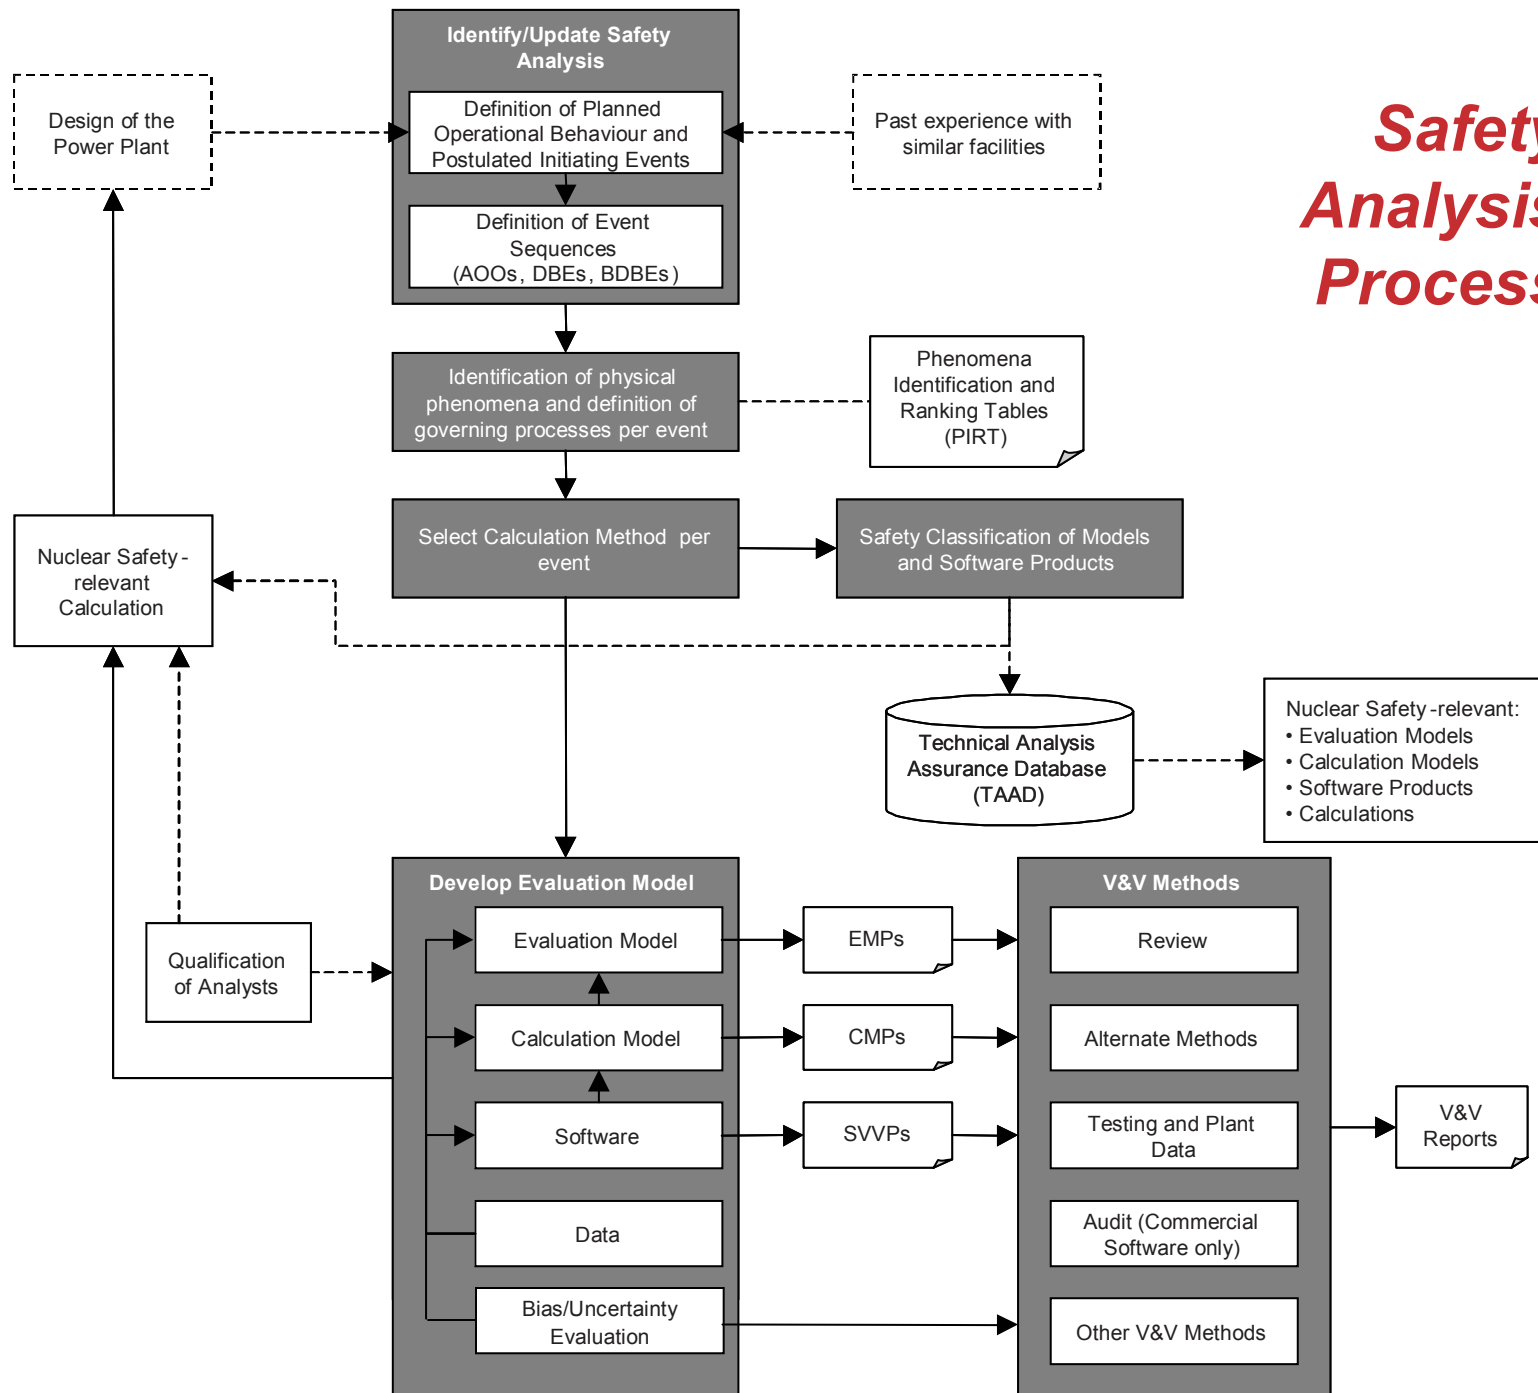 Safety
Analysis
Process
Identify/Update Safety
Analysis
Design of the
Power Plant
Definition of Planned
Operational Behaviour and
Postulated Initiating Events
Past experience with
similar facilities
Definition of Event
Sequences
(AOOs, DBEs, BDBEs)
Identification of physical
phenomena and definition of
governing processes per event
Phenomena
Identification and
Ranking Tables
(PIRT)
Select Calculation Method per
event
Safety Classification of Models
and Software Products
Nuclear Safety-
relevant
Calculation
Technical Analysis
Assurance Database
(TAAD)
Nuclear Safety-relevant:
• Evaluation Models
• Calculation Models
• Software Products
• Calculations
Develop Evaluation Model
V&V Methods
Qualification
of Analysts
Evaluation Model
EMPs
Review
Calculation Model
CMPs
Alternate Methods
Software
SVVPs
Testing and Plant
Data
V&V
Reports
Data
Audit (Commercial
Software only)
Bias/Uncertainty
Evaluation
Other V&V Methods